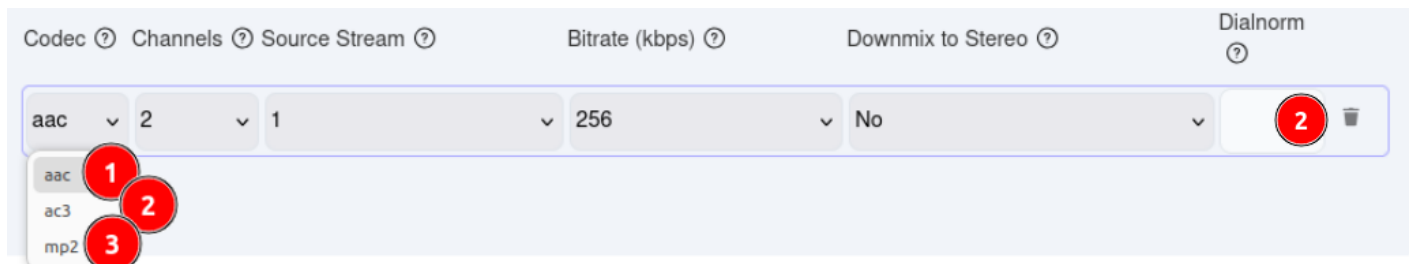 Codec ? Channels ? Source Stream ? Bitrate (kbps) ? Downmix to Stereo ? Dialnorm ?
aac 2 1 256 No 2
aac 1
ac3 2
mp2 3